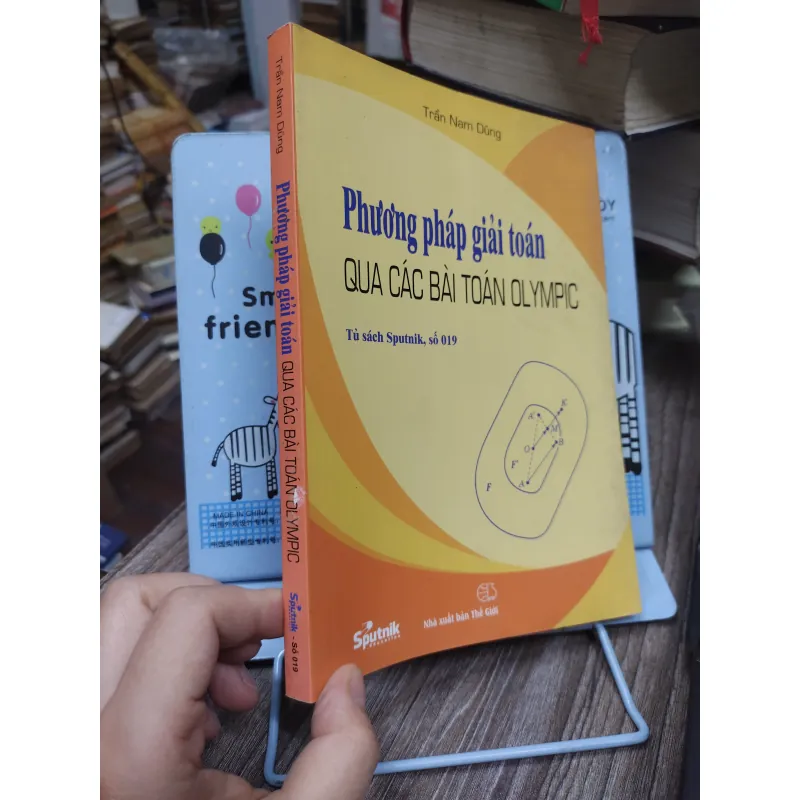 Trần Nam Dũng
Phương pháp giải toán
QUA CÁC BÀI TOÁN OLYMPIC
Tủ sách Sputnik, số 019
K
A'
M
B
O
F'
A
F
Sputnik
EDUCATION
Nhà xuất bản Thế Giới
Trần Nam Dũng
Phương pháp giải toán QUA CÁC BÀI TOÁN OLYMPIC
Sputnik - Số 019
Sm
frien
MADE IN CHINA